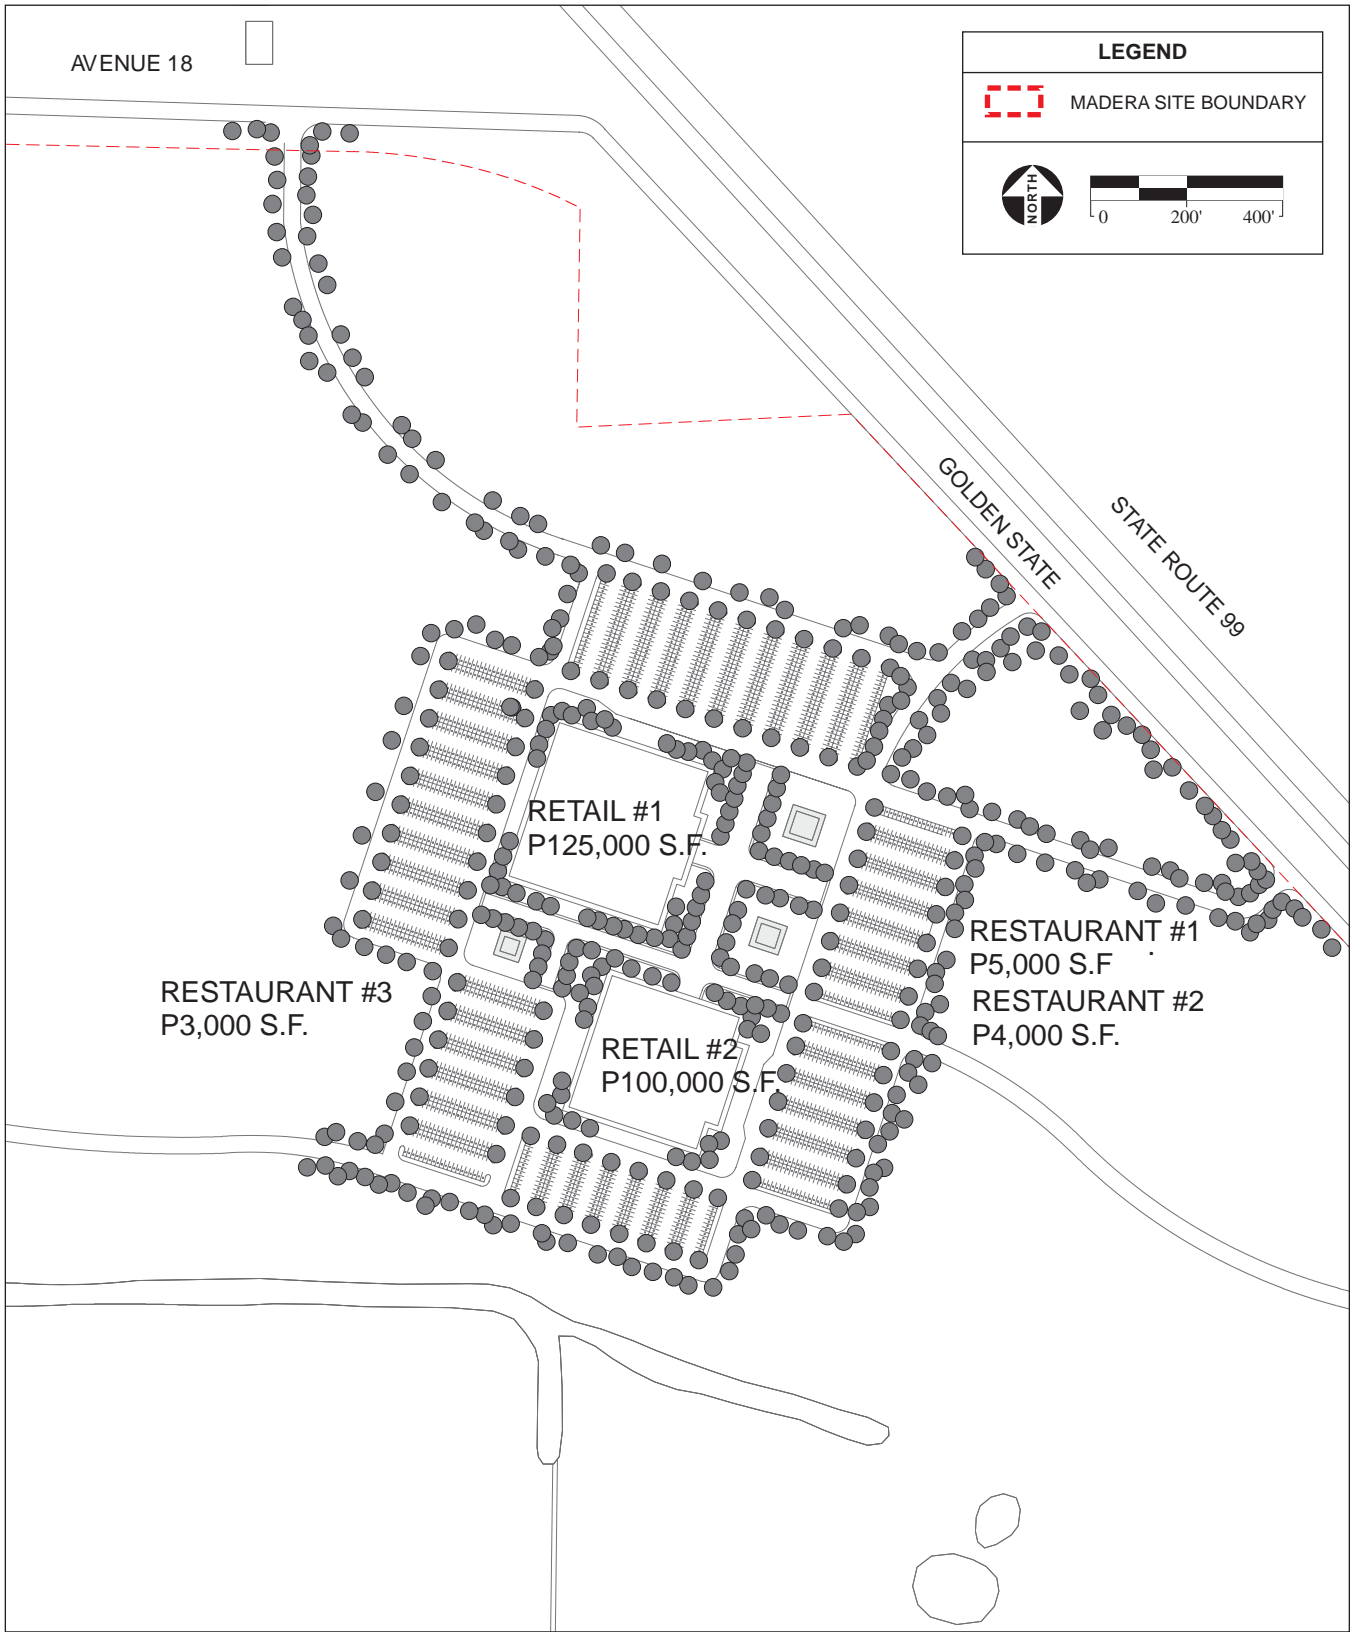 AVENUE 18
LEGEND
MADERA SITE BOUNDARY
NORTH
0 200' 400'
GOLDEN STATE
STATE ROUTE 99
RETAIL #1
P125,000 S.F.
RESTAURANT #1
P5,000 S.F.
RESTAURANT #2
P4,000 S.F.
RESTAURANT #3
P3,000 S.F.
RETAIL #2
P100,000 S.F.